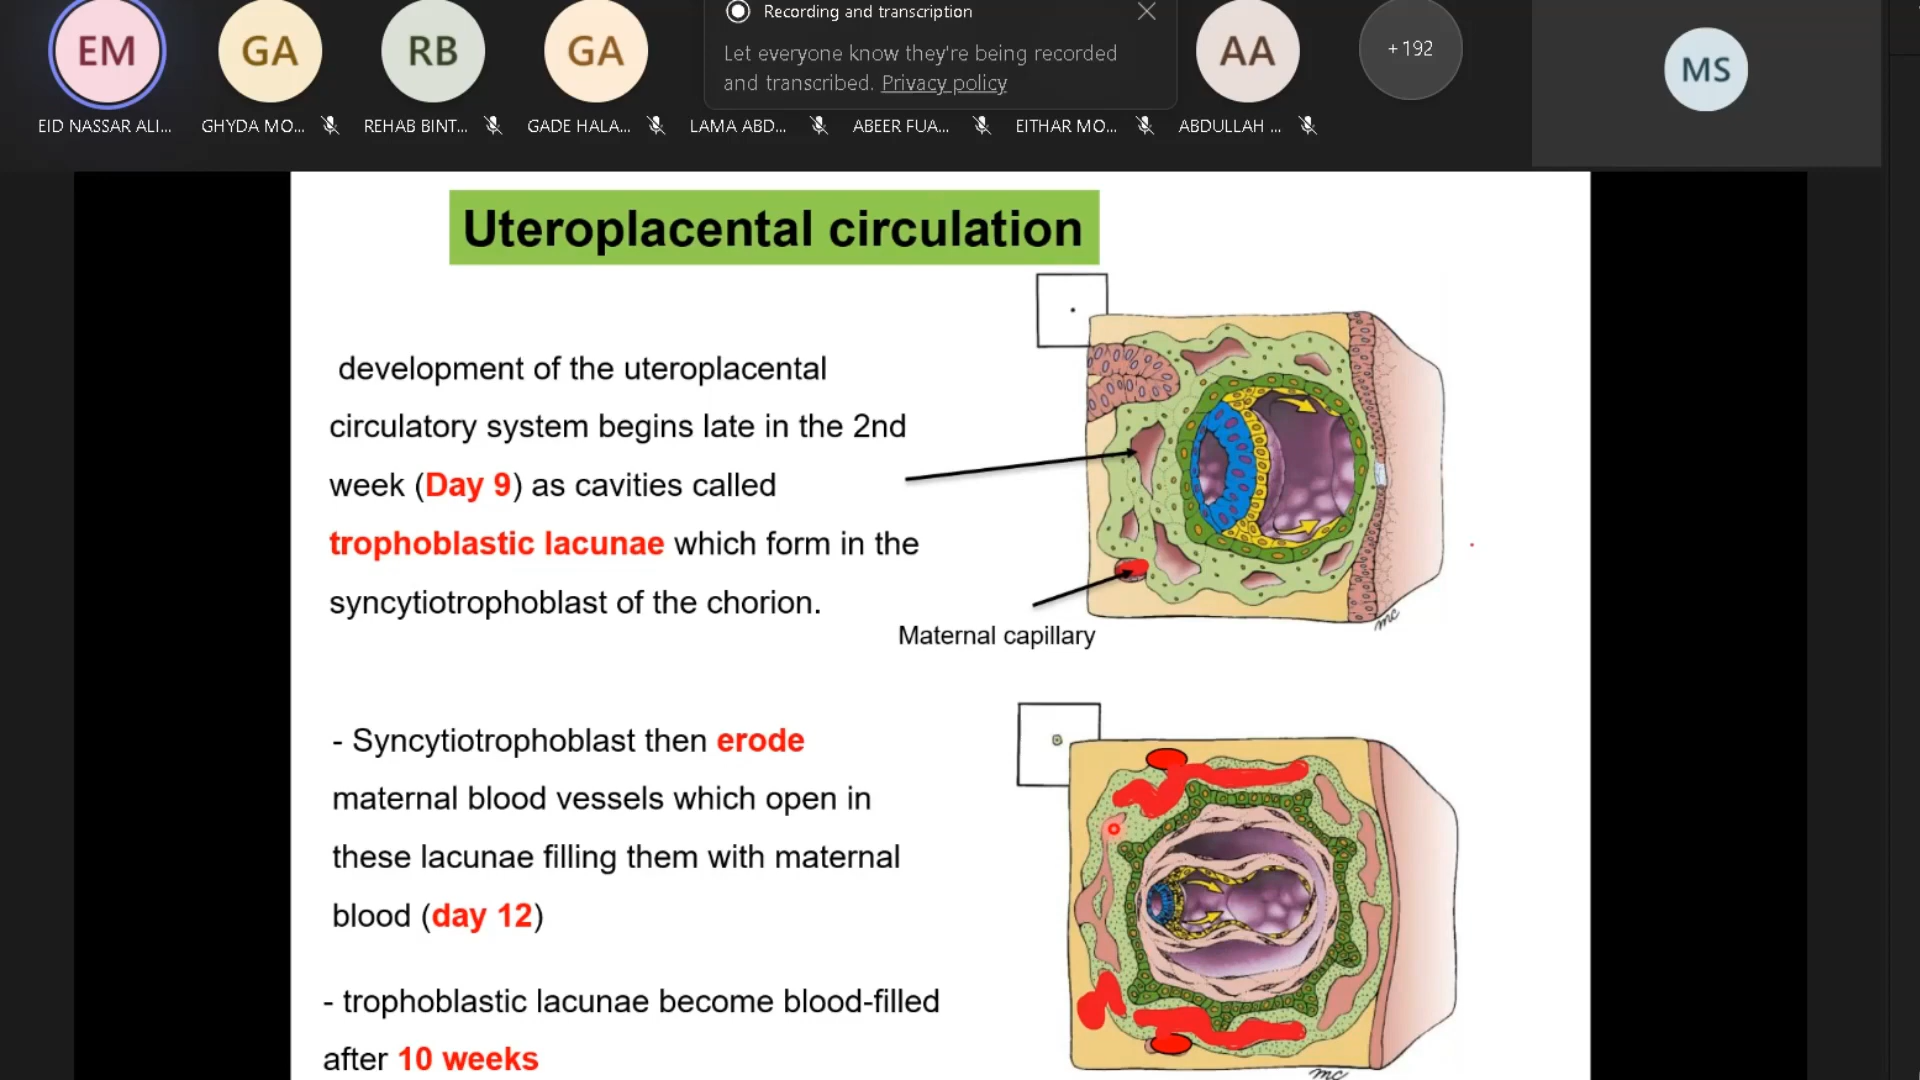 EM
GA
RB
GA
Recording and transcription
Let everyone know they're being recorded
and transcribed. Privacy policy
AA
+192
MS
EID NASSAR ALI...
GHYDA MO...
REHAB BINT...
GADE HALA...
LAMA ABD...
ABEER FUA...
EITHAR MO...
ABDULLAH ...
Uteroplacental circulation
development of the uteroplacental
circulatory system begins late in the 2nd
week (Day 9) as cavities called
trophoblastic lacunae which form in the
syncytiotrophoblast of the chorion.
mc
Maternal capillary
- Syncytiotrophoblast then erode
maternal blood vessels which open in
these lacunae filling them with maternal
blood (day 12)
- trophoblastic lacunae become blood-filled
after 10 weeks
mc